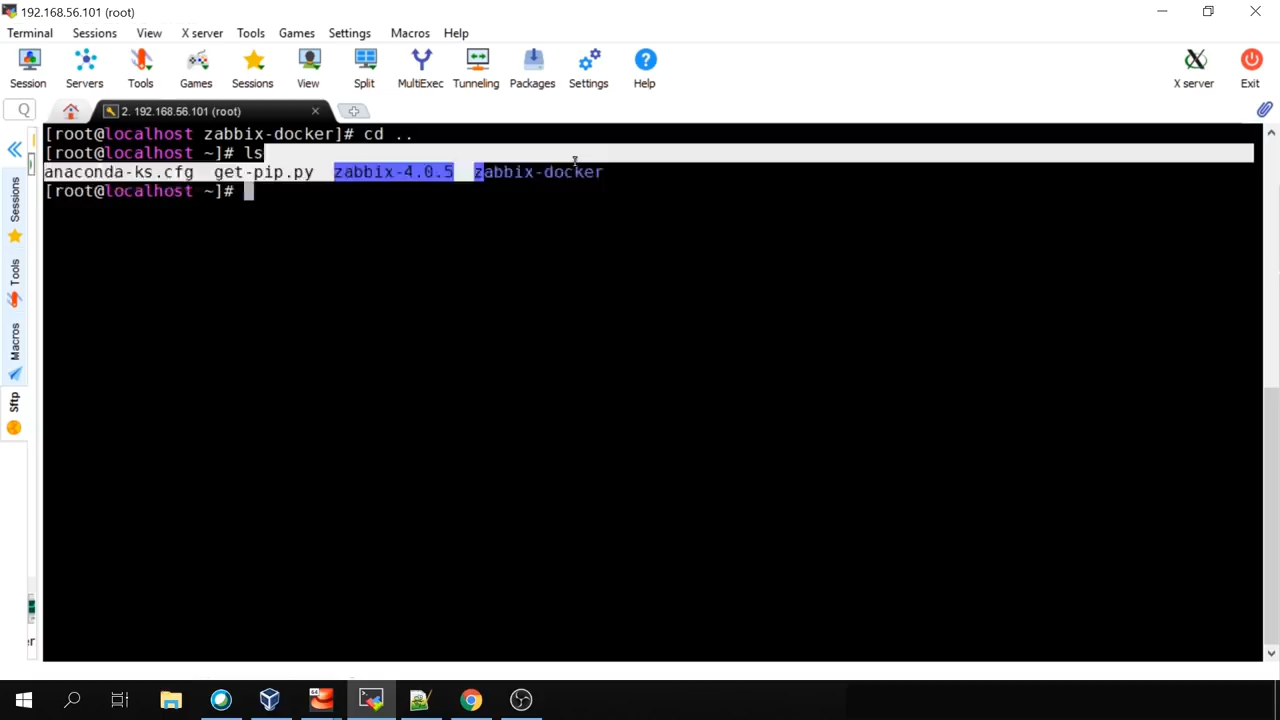 192.168.56.101 (root)
Terminal Sessions View X server Tools Games Settings Macros Help
Session Servers Tools Games Sessions View Split MultiExec Tunneling Packages Settings Help X server Exit
2. 192.168.56.101 (root)
[root@localhost zabbix-docker]# cd ..
[root@localhost ~]# ls
anaconda-ks.cfg get-pip.py zabbix-4.0.5 zabbix-docker
[root@localhost ~]#
Sessions
Tools
Macros
Sftp
er
64